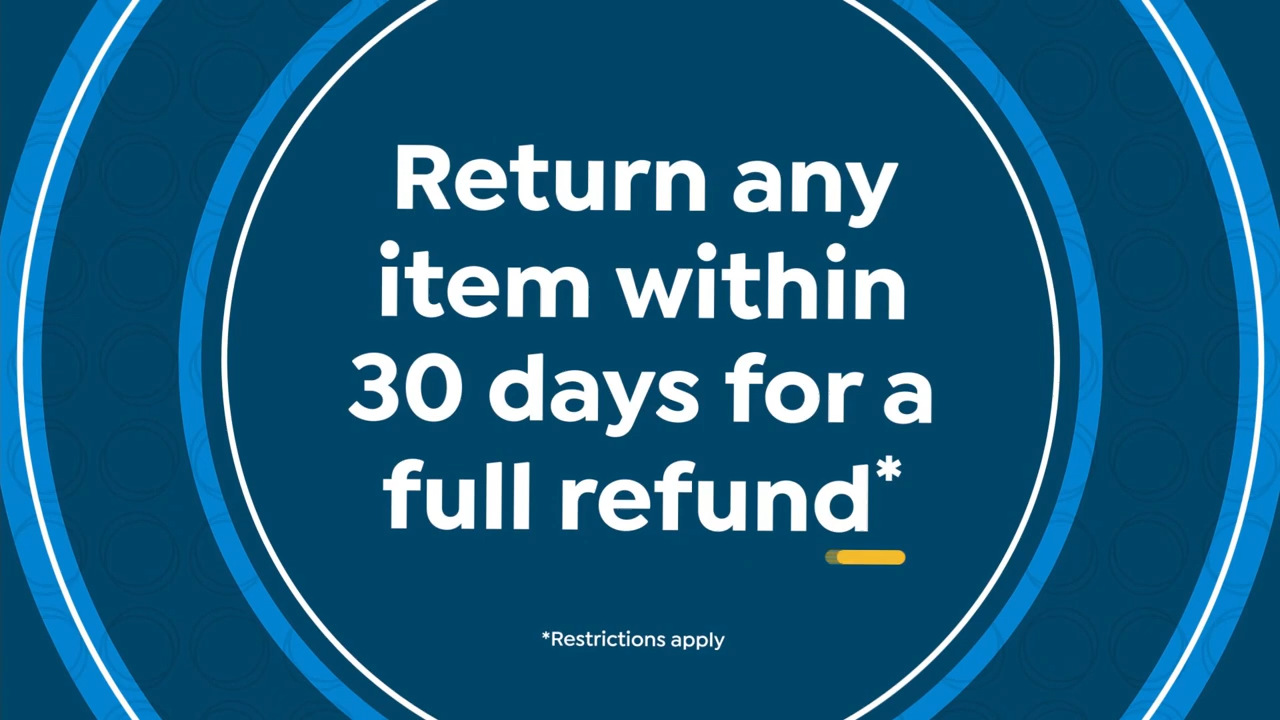 Return any
item within
30 days for a
full refund*
*Restrictions apply